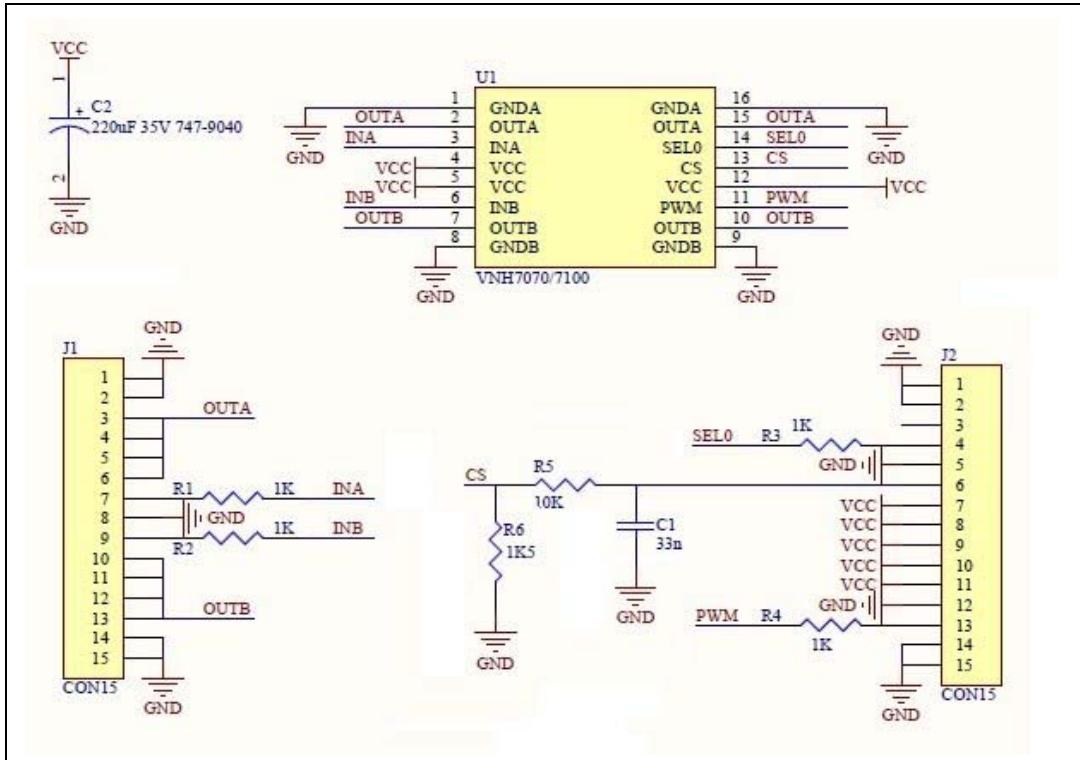 VCC
1
C2
+
220uF 35V 747-9040
2
GND
U1
1 GNDA GNDA 16
OUTA 2 OUTA OUTA 15 OUTA
INA 3 INA SEL0 14 SEL0
GND
VCC 4 VCC CS 13 CS
GND
VCC 5 VCC VCC 12 VCC
INB 6 INB PWM 11 PWM
OUTB 7 OUTB OUTB 10 OUTB
8 GNDB GNDB 9
GND
VNH7070/7100
GND
J1
GND
1
2
3 OUTA
4
5
6
7 R1 1K INA
8 GND
9 R2 1K INB
10
11
12
13 OUTB
14
15
CON15
GND
CS
R5
10K
R6
1K5
C1
33n
GND
GND
GND
J2
1
2
3
SEL0 R3 1K 4
GND 5
6
VCC 7
VCC 8
VCC 9
VCC 10
VCC 11
GND 12
PWM R4 1K 13
14
15
CON15
GND